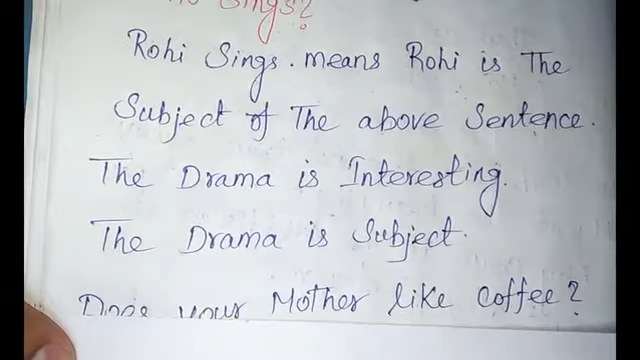 Sings?
Rohi Sings. means Rohi is The
Subject of The above Sentence.
The Drama is Interesting.
The Drama is Subject.
Does your Mother like Coffee?